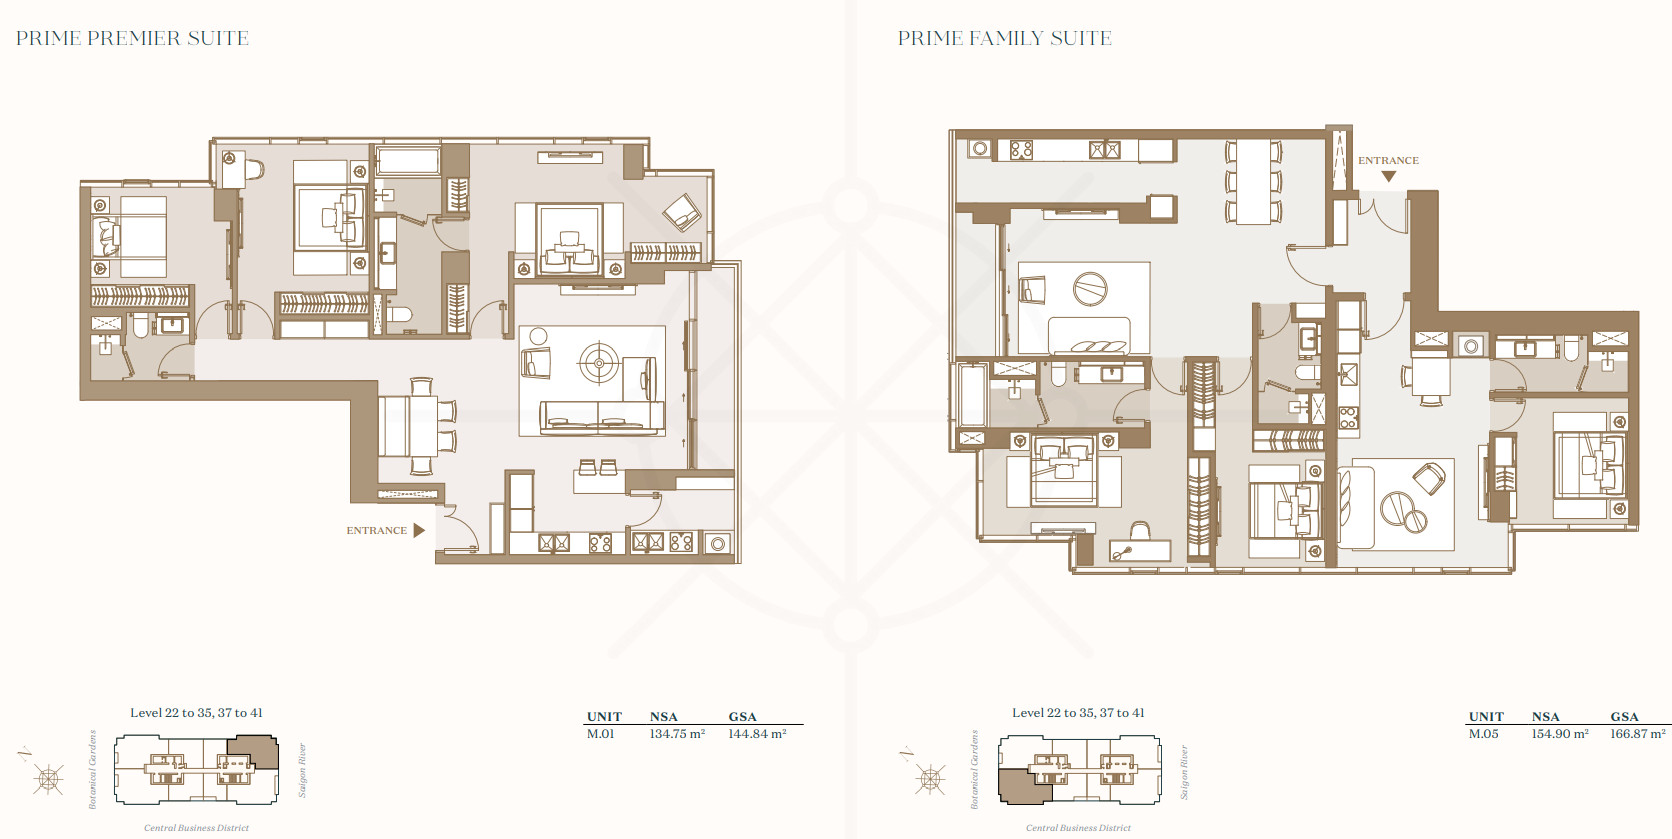 PRIME PREMIER SUITE
ENTRANCE
Level 22 to 35, 37 to 41
N
Botanical Gardens
Saigon River
Central Business District
UNIT NSA GSA
M.01 134.75 m² 144.84 m²
PRIME FAMILY SUITE
ENTRANCE
Level 22 to 35, 37 to 41
N
Botanical Gardens
Saigon River
Central Business District
UNIT NSA GSA
M.05 154.90 m² 166.87 m²